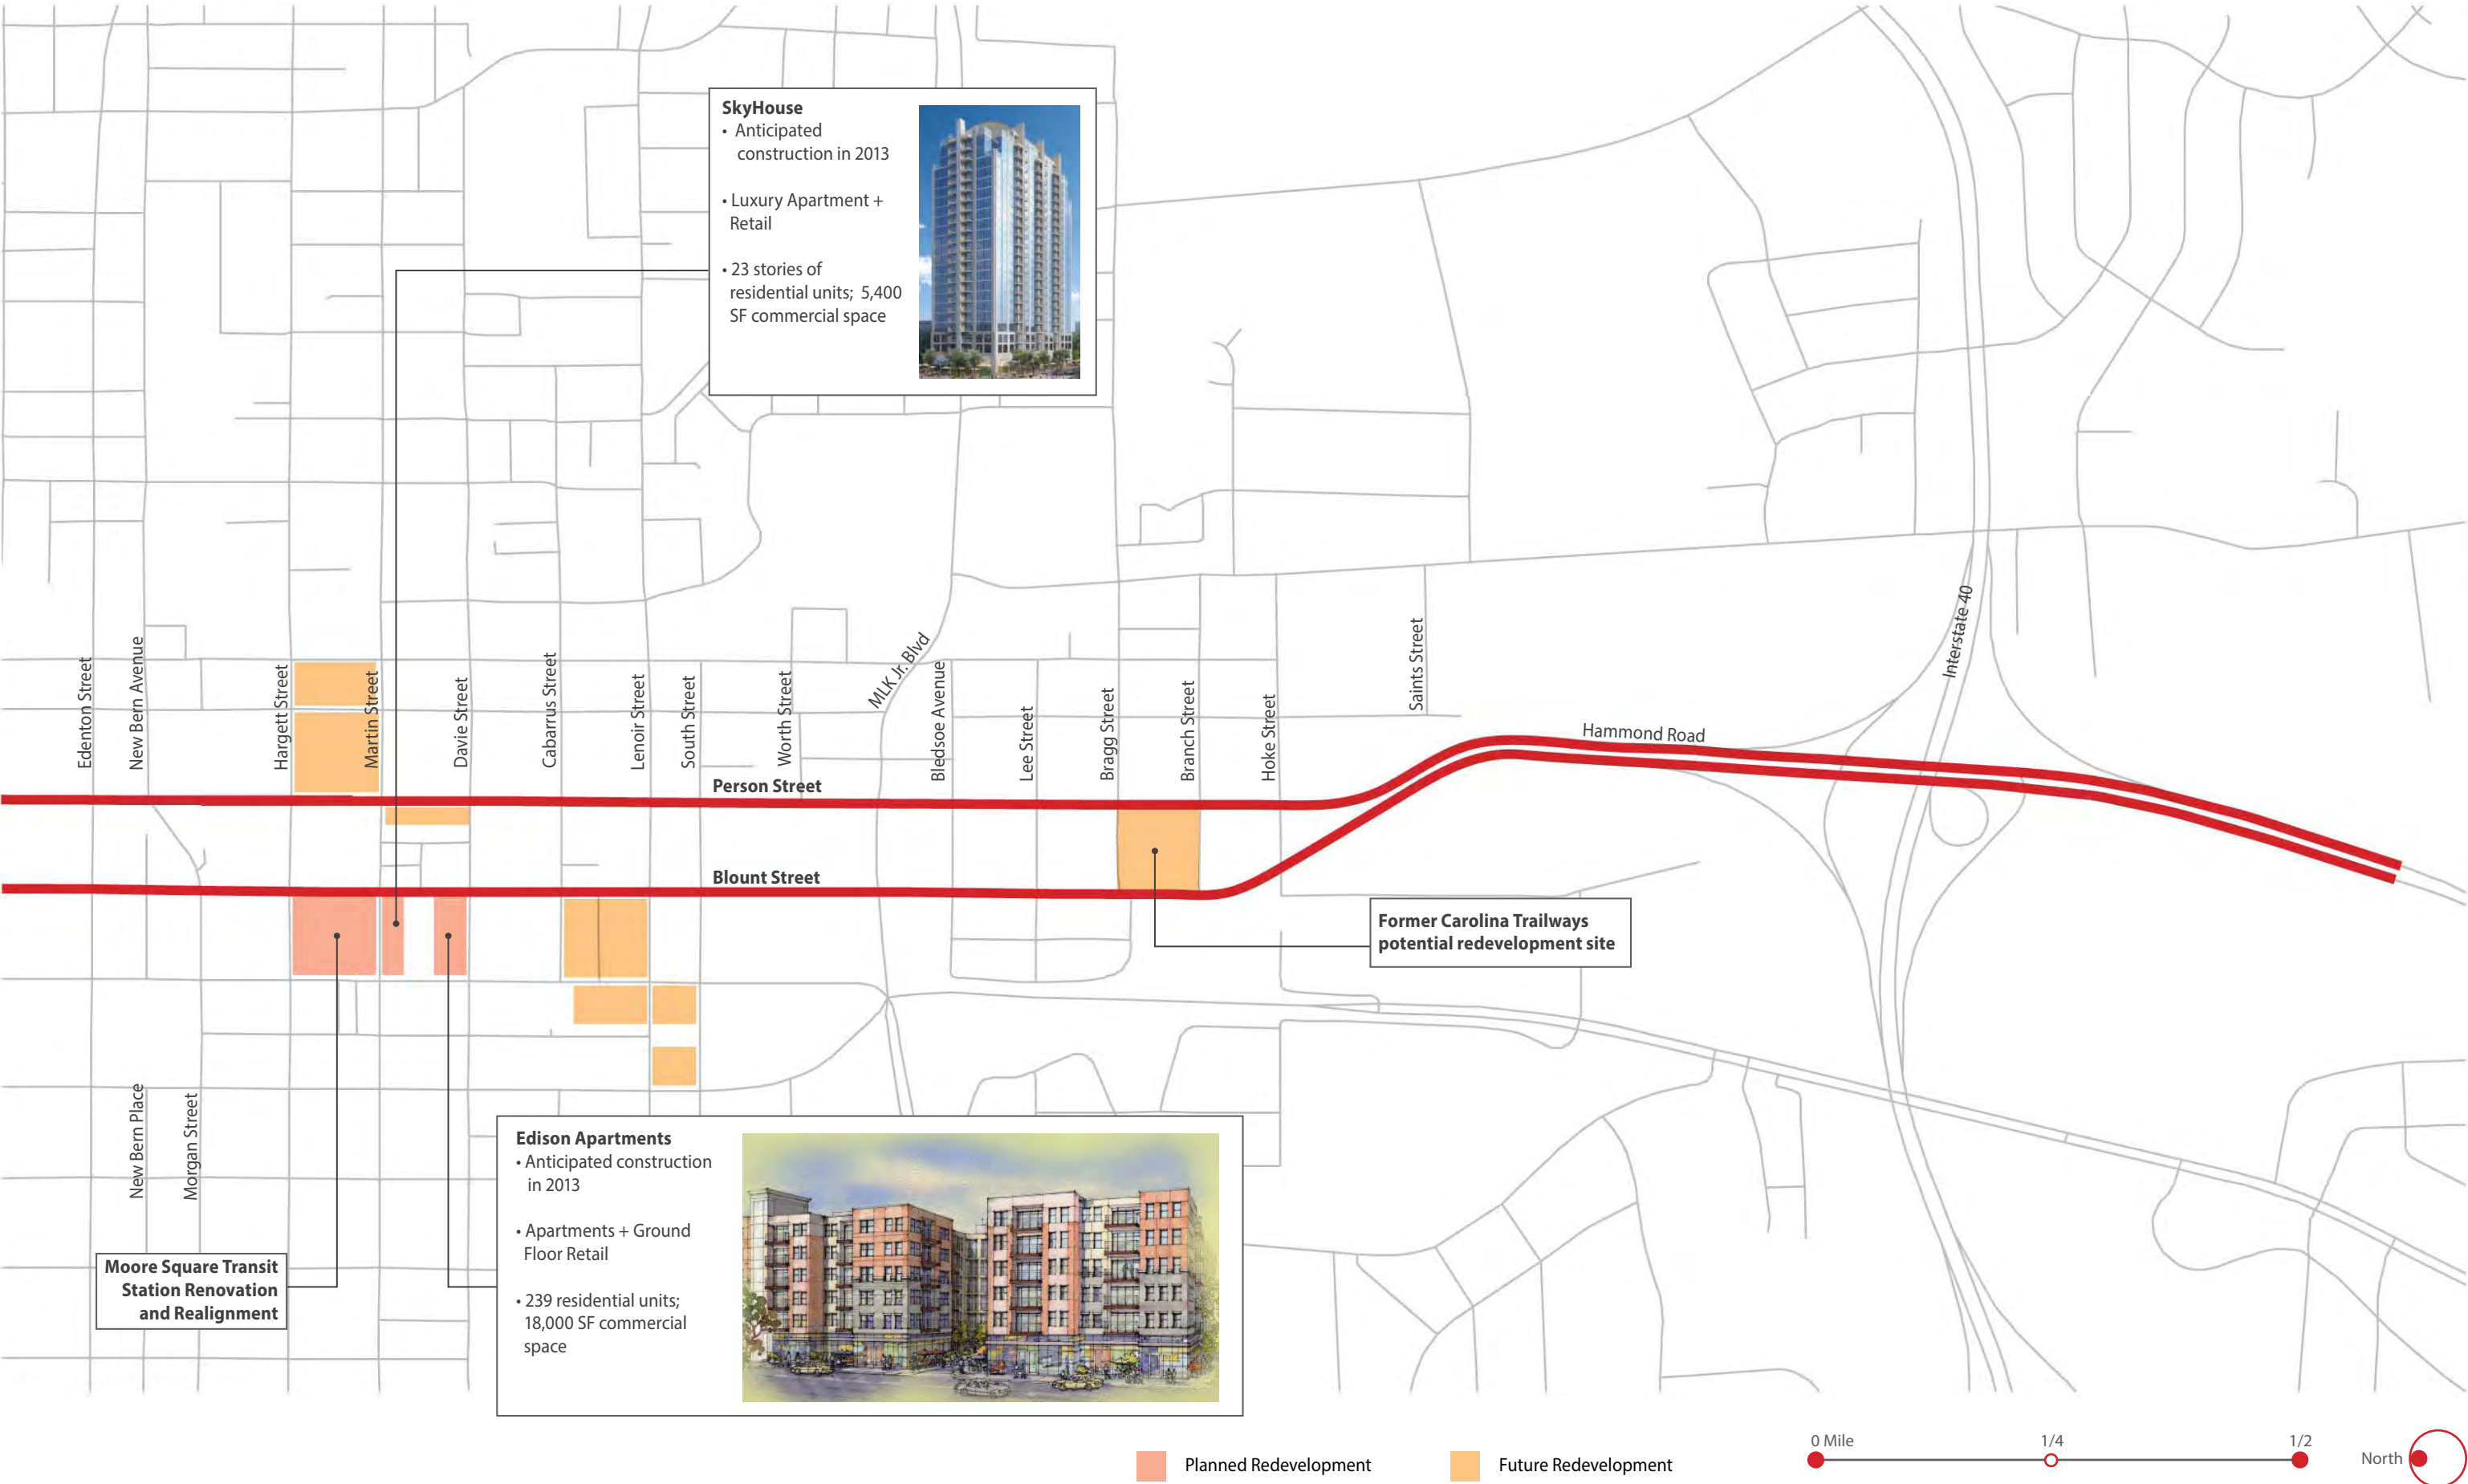 SkyHouse
• Anticipated
construction in 2013
• Luxury Apartment +
Retail
• 23 stories of
residential units; 5,400
SF commercial space
Edenton Street
New Bern Avenue
Hargett Street
Martin Street
Davie Street
Cabarrus Street
Lenoir Street
South Street
Worth Street
MLK Jr. Blvd
Bledsoe Avenue
Lee Street
Bragg Street
Branch Street
Hoke Street
Saints Street
Interstate 40
Hammond Road
Person Street
Blount Street
Former Carolina Trailways
potential redevelopment site
New Bern Place
Morgan Street
Moore Square Transit
Station Renovation
and Realignment
Edison Apartments
• Anticipated construction
in 2013
• Apartments + Ground
Floor Retail
• 239 residential units;
18,000 SF commercial
space
Planned Redevelopment
Future Redevelopment
0 Mile
1/4
1/2
North